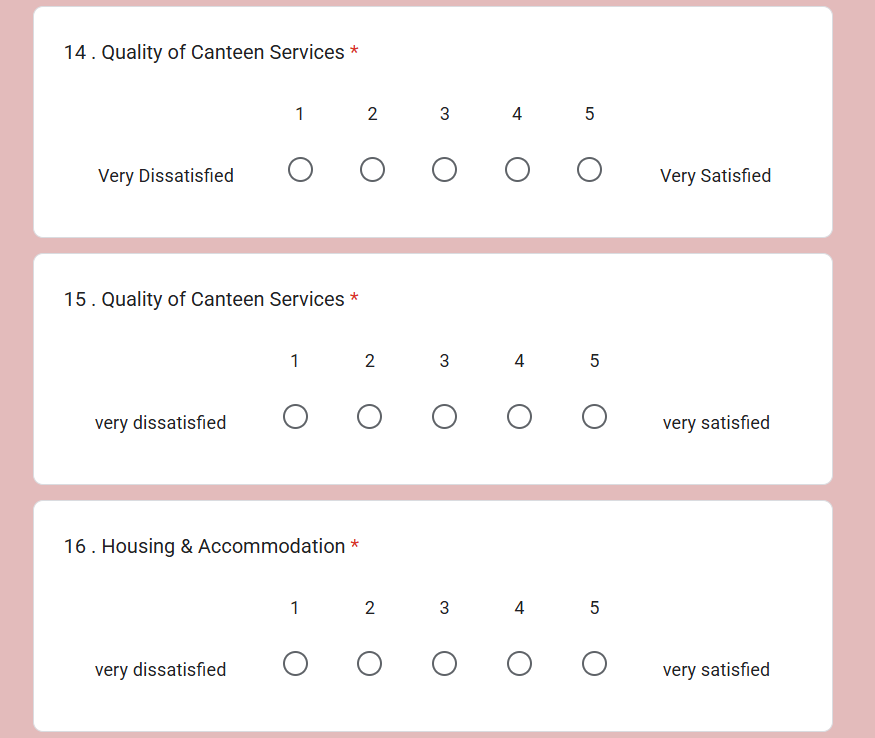 14 . Quality of Canteen Services *
1 2 3 4 5
Very Dissatisfied Very Satisfied
15 . Quality of Canteen Services *
1 2 3 4 5
very dissatisfied very satisfied
16 . Housing & Accommodation *
1 2 3 4 5
very dissatisfied very satisfied